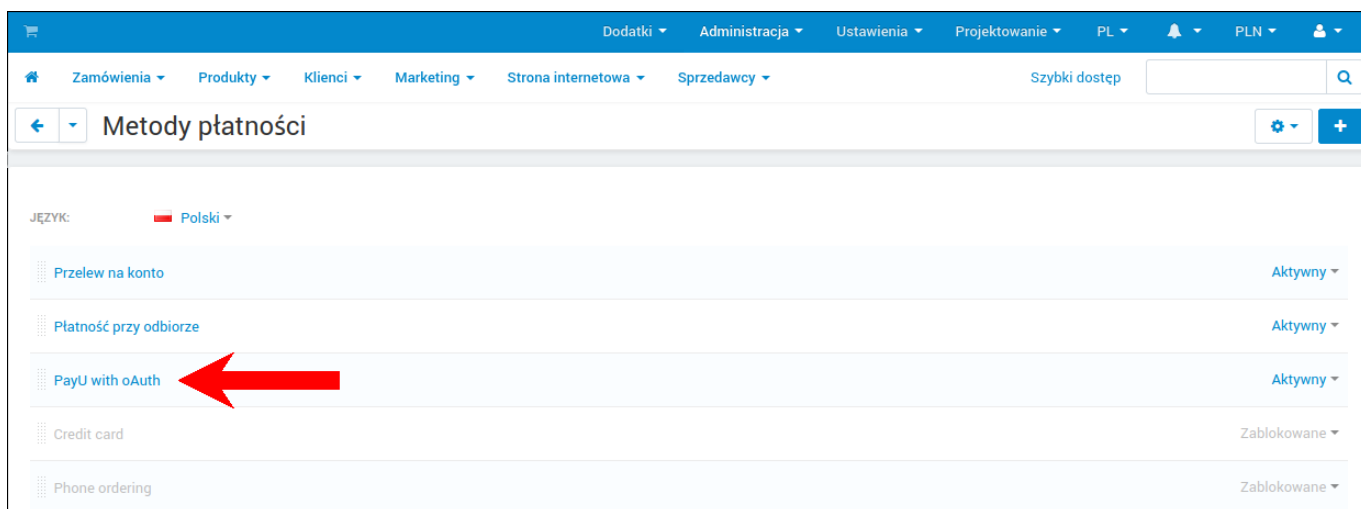 Dodatki Administracja Ustawienia Projektowanie PL PLN
Zamówienia Produkty Klienci Marketing Strona internetowa Sprzedawcy Szybki dostęp
Metody płatności
JĘZYK: Polski
Przelew na konto Aktywny
Płatność przy odbiorze Aktywny
PayU with oAuth Aktywny
Credit card Zablokowane
Phone ordering Zablokowane